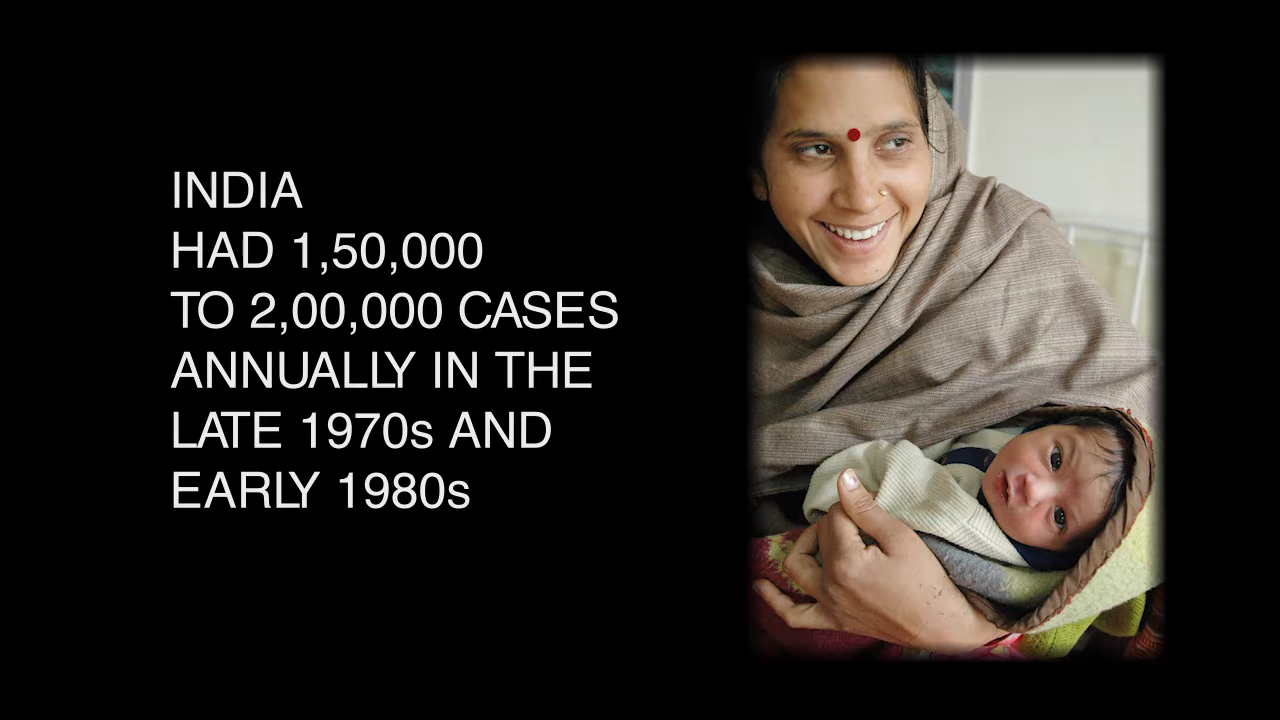 INDIA
HAD 1,50,000
TO 2,00,000 CASES
ANNUALLY IN THE
LATE 1970s AND
EARLY 1980s